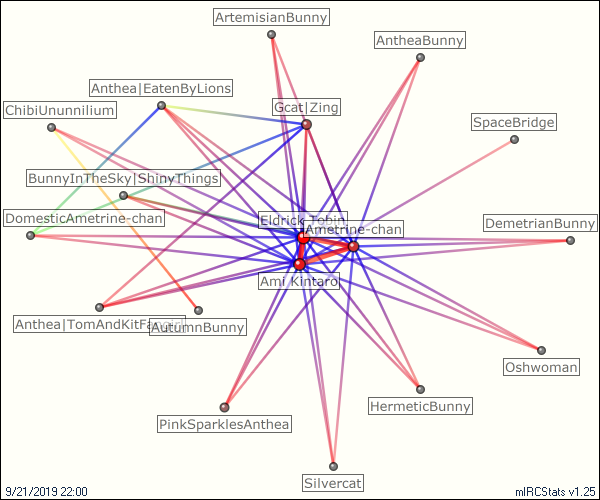 ArtemisianBunny
AntheaBunny
Anthea|EatenByLions
ChibiUnunnilium
Gcat|Zing
SpaceBridge
BunnyInTheSky|ShinyThings
DomesticAmetrine-chan
Eldrick_Tobin
Ametrine-chan
DemetrianBunny
Ami_Kintaro
Anthea|TomAndKitF
AutumnBunny
Oshwoman
HermeticBunny
PinkSparklesAnthea
Silvercat
9/21/2019 22:00
mIRCStats v1.25